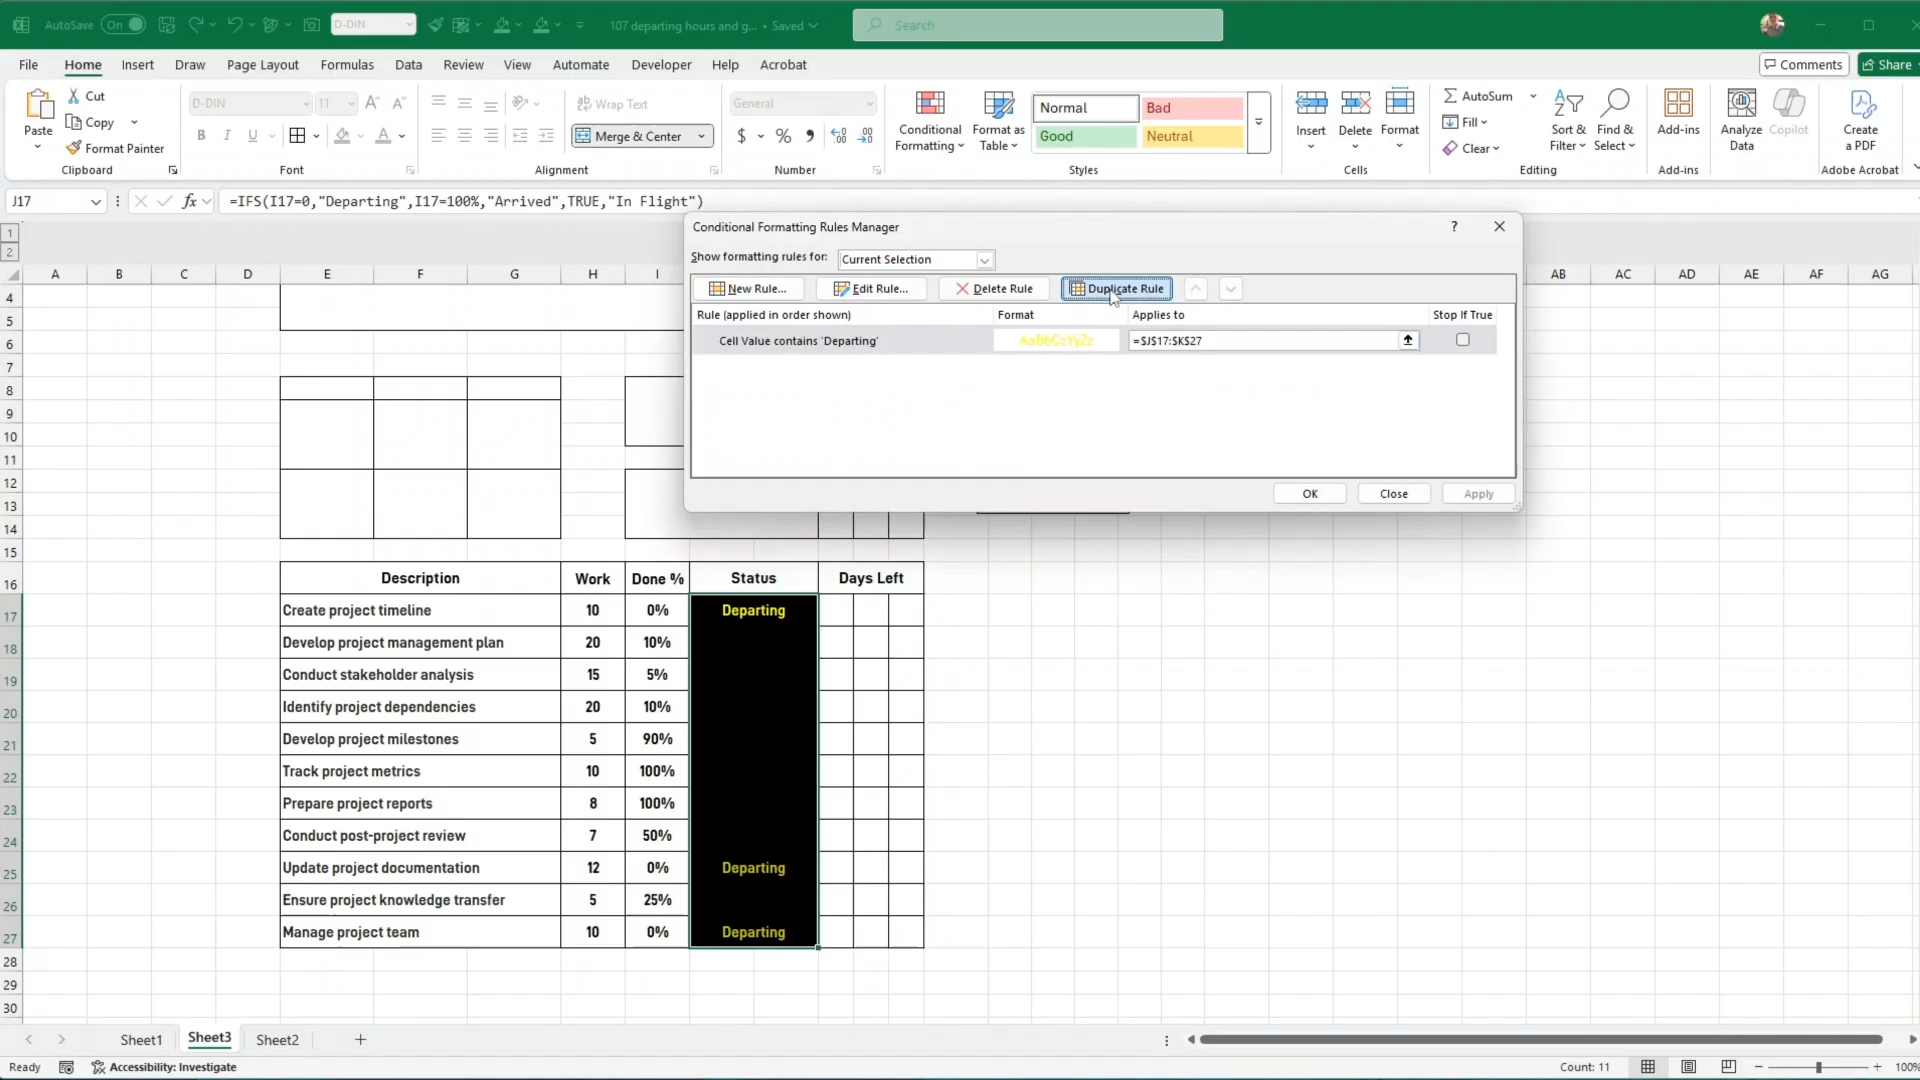 AutoSave On D-DIN 107 departing hours and g... • Saved Search
File Home Insert Draw Page Layout Formulas Data Review View Automate Developer Help Acrobat Comments Share
Paste Cut Copy Format Painter Clipboard
D-DIN 11 A A B I U A Font
Wrap Text Merge & Center Alignment
General $ % Number
Conditional Formatting Format as Table Normal Bad Good Neutral Styles
Insert Delete Format Cells
AutoSum Fill Clear Sort & Filter Find & Select Editing
Add-ins Add-ins
Analyze Data Copilot
Create a PDF Adobe Acrobat
J17 fx =IFS(I17=0,"Departing",I17=100%,"Arrived",TRUE,"In Flight")
Conditional Formatting Rules Manager ?
Show formatting rules for: Current Selection
New Rule... Edit Rule... Delete Rule Duplicate Rule
Rule (applied in order shown) Format Applies to Stop If True
Cell Value contains 'Departing' AaBbCcYyZz =$J$17:$K$27
OK Close Apply
1
2
A B C D E F G H I AB AC AD AE AF AG
4
5
6
7
8
9
10
11
12
13
14
15
16 Description Work Done % Status Days Left
17 Create project timeline 10 0% Departing
18 Develop project management plan 20 10%
19 Conduct stakeholder analysis 15 5%
20 Identify project dependencies 20 10%
21 Develop project milestones 5 90%
22 Track project metrics 10 100%
23 Prepare project reports 8 100%
24 Conduct post-project review 7 50%
25 Update project documentation 12 0% Departing
26 Ensure project knowledge transfer 5 25%
27 Manage project team 10 0% Departing
28
29
30
Sheet1 Sheet3 Sheet2
Ready Accessibility: Investigate Count: 11 100%